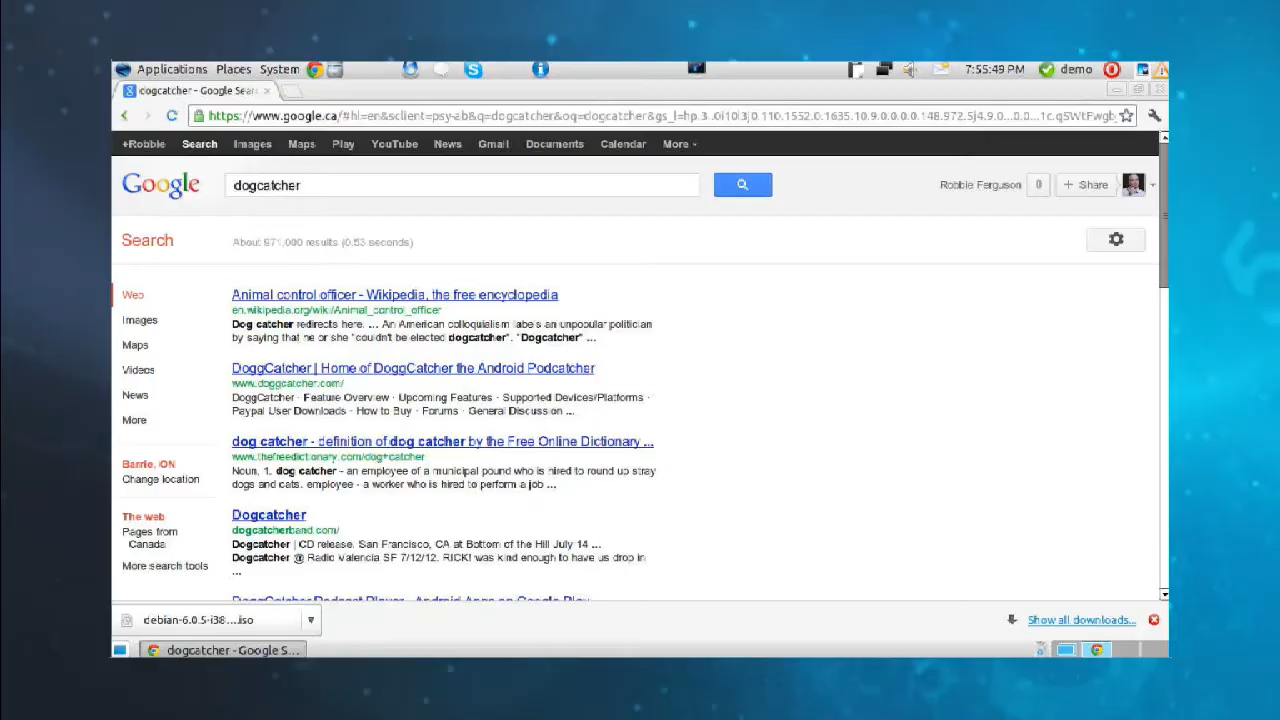 Applications Places System 7:55:49 PM demo
dogcatcher - Google Sear
https://www.google.ca/#hl=en&sclient=psy-ab&q=dogcatcher&oq=dogcatcher&gs_l=hp.3..0i10l3j0.110.1552.0.1635.10.9.0.0.0.0.148.972.5j4.9.0...0.0...1c.qSWtFwgb
+Robbie Search Images Maps Play YouTube News Gmail Documents Calendar More
Google dogcatcher Robbie Ferguson 0 + Share
Search About 971,000 results (0.53 seconds)
Web
Images
Maps
Videos
News
More
Barrie, ON
Change location
The web
Pages from
Canada
More search tools
Animal control officer - Wikipedia, the free encyclopedia
en.wikipedia.org/wiki/Animal_control_officer
Dog catcher redirects here. ... An American colloquialism labels an unpopular politician
by saying that he or she "couldn't be elected dogcatcher". "Dogcatcher" ...
DoggCatcher | Home of DoggCatcher the Android Podcatcher
www.doggcatcher.com/
DoggCatcher · Feature Overview · Upcoming Features · Supported Devices/Platforms ·
Paypal User Downloads · How to Buy · Forums · General Discussion ...
dog catcher - definition of dog catcher by the Free Online Dictionary ...
www.thefreedictionary.com/dog+catcher
Noun, 1. dog catcher - an employee of a municipal pound who is hired to round up stray
dogs and cats. employee - a worker who is hired to perform a job ...
Dogcatcher
dogcatcherband.com/
Dogcatcher | CD release. San Francisco, CA at Bottom of the Hill July 14 ...
Dogcatcher @ Radio Valencia SF 7/12/12. RICK! was kind enough to have us drop in
...
DoggCatcher Podcast Player - Android Apps on Google Play
debian-6.0.5-i38....iso Show all downloads...
dogcatcher - Google S...